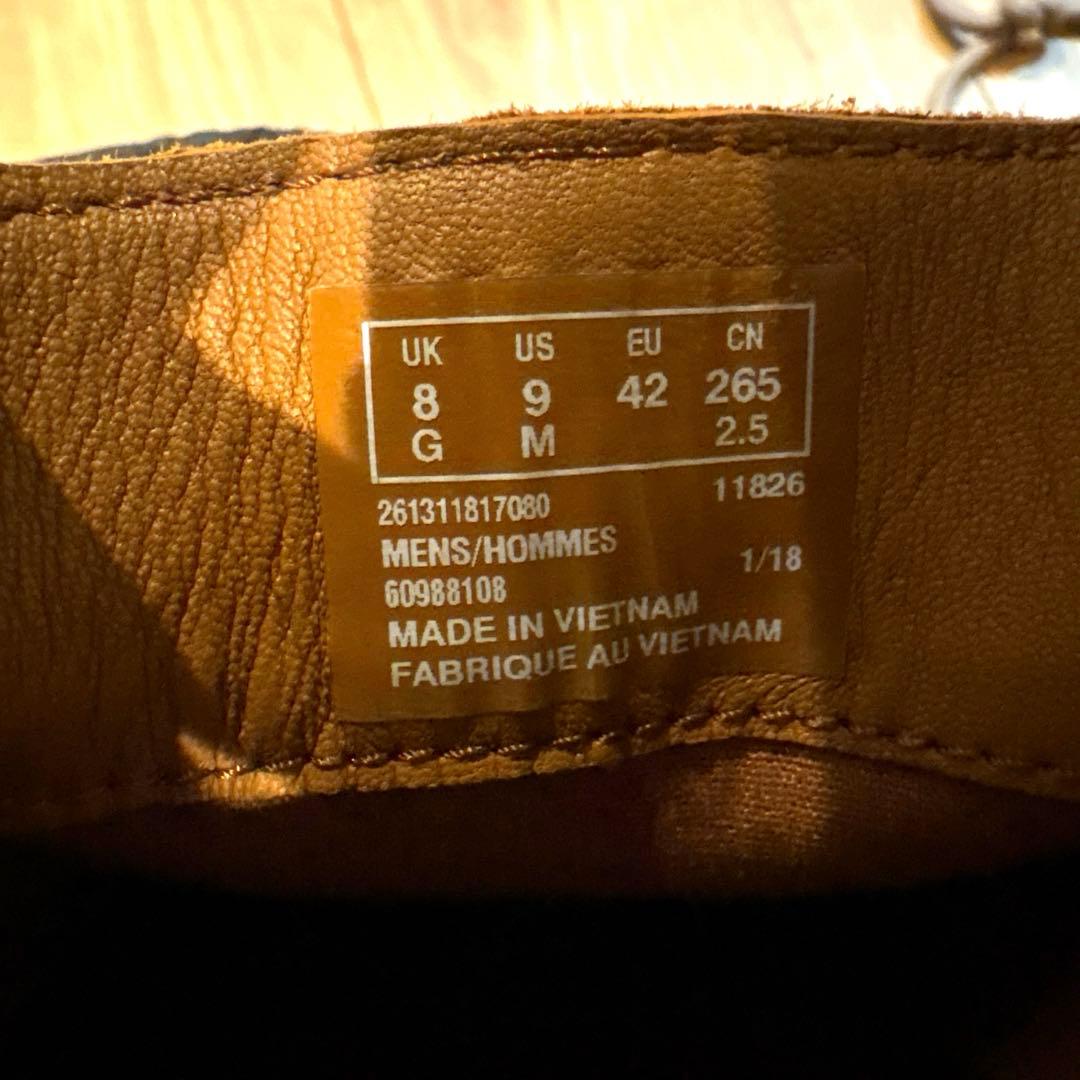 UK US EU CN
8 9 42 265
G M 2.5
261311817080 11826
MENS/HOMMES
60988108 1/18
MADE IN VIETNAM
FABRIQUE AU VIETNAM